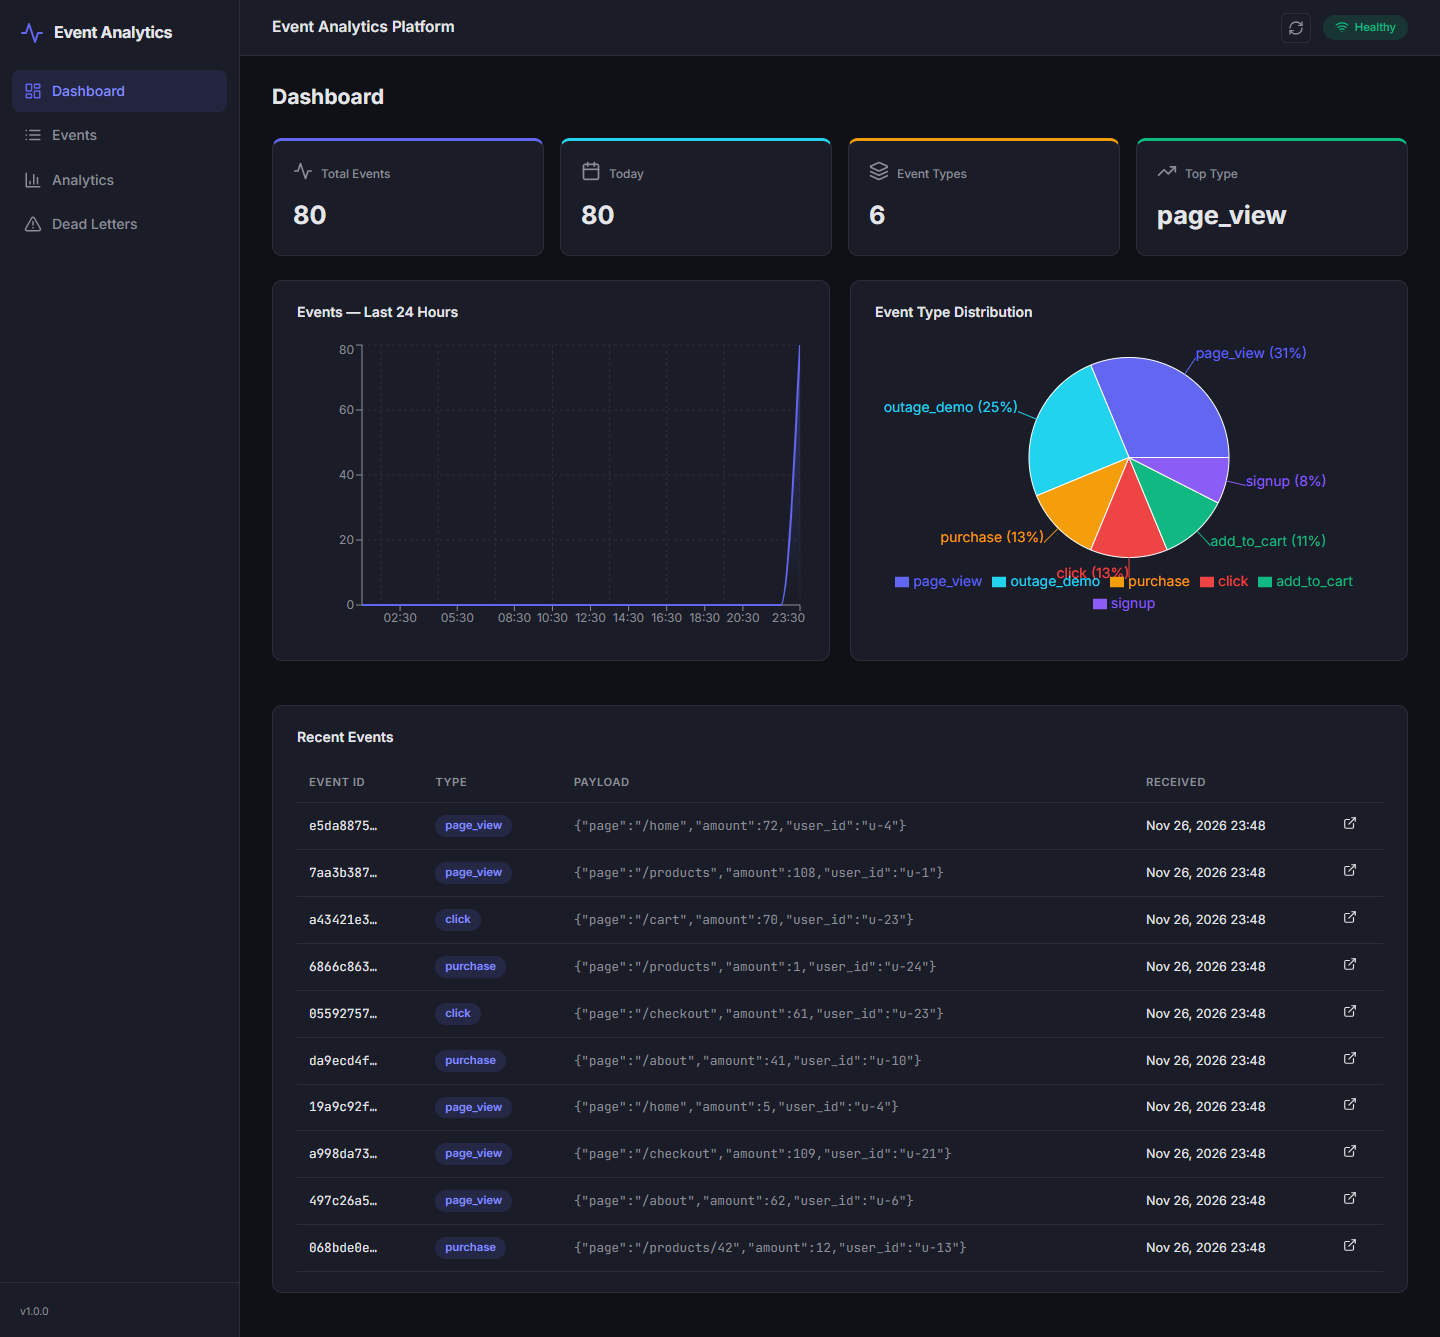 Event Analytics
Dashboard
Events
Analytics
Dead Letters
v1.0.0
Event Analytics Platform
Healthy
Dashboard
Total Events
80
Today
80
Event Types
6
Top Type
page_view
Events — Last 24 Hours
80
60
40
20
0
02:30 05:30 08:30 10:30 12:30 14:30 16:30 18:30 20:30 23:30
Event Type Distribution
page_view (31%)
outage_demo (25%)
signup (8%)
purchase (13%)
add_to_cart (11%)
click (13%)
page_view outage_demo purchase click add_to_cart
signup
Recent Events
EVENT ID TYPE PAYLOAD RECEIVED
e5da8875… page_view {"page":"/home","amount":72,"user_id":"u-4"} Nov 26, 2026 23:48
7aa3b387… page_view {"page":"/products","amount":108,"user_id":"u-1"} Nov 26, 2026 23:48
a43421e3… click {"page":"/cart","amount":70,"user_id":"u-23"} Nov 26, 2026 23:48
6866c863… purchase {"page":"/products","amount":1,"user_id":"u-24"} Nov 26, 2026 23:48
05592757… click {"page":"/checkout","amount":61,"user_id":"u-23"} Nov 26, 2026 23:48
da9ecd4f… purchase {"page":"/about","amount":41,"user_id":"u-10"} Nov 26, 2026 23:48
19a9c92f… page_view {"page":"/home","amount":5,"user_id":"u-4"} Nov 26, 2026 23:48
a998da73… page_view {"page":"/checkout","amount":109,"user_id":"u-21"} Nov 26, 2026 23:48
497c26a5… page_view {"page":"/about","amount":62,"user_id":"u-6"} Nov 26, 2026 23:48
068bde0e… purchase {"page":"/products/42","amount":12,"user_id":"u-13"} Nov 26, 2026 23:48